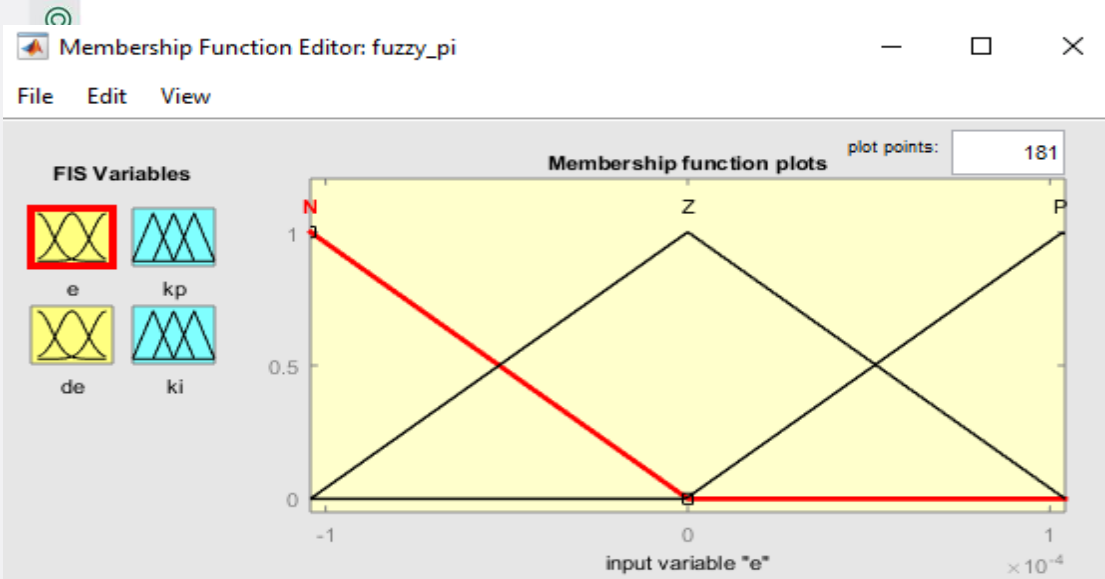 Membership Function Editor: fuzzy_pi
File Edit View
FIS Variables
e
kp
de
ki
Membership function plots
plot points:
181
N
Z
P
1
0.5
0
-1
0
1
×10⁻⁴
input variable "e"